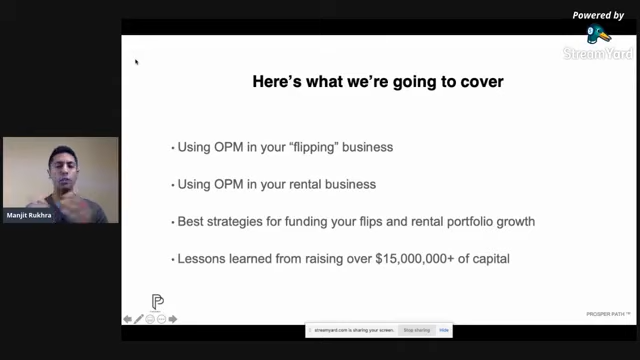 Powered by
StreamYard
Here's what we're going to cover
• Using OPM in your “flipping” business
• Using OPM in your rental business
• Best strategies for funding your flips and rental portfolio growth
• Lessons learned from raising over $15,000,000+ of capital
Manjit Rukhra
PROSPER PATH ™
streamyard.com is sharing your screen.
Stop sharing
Hide